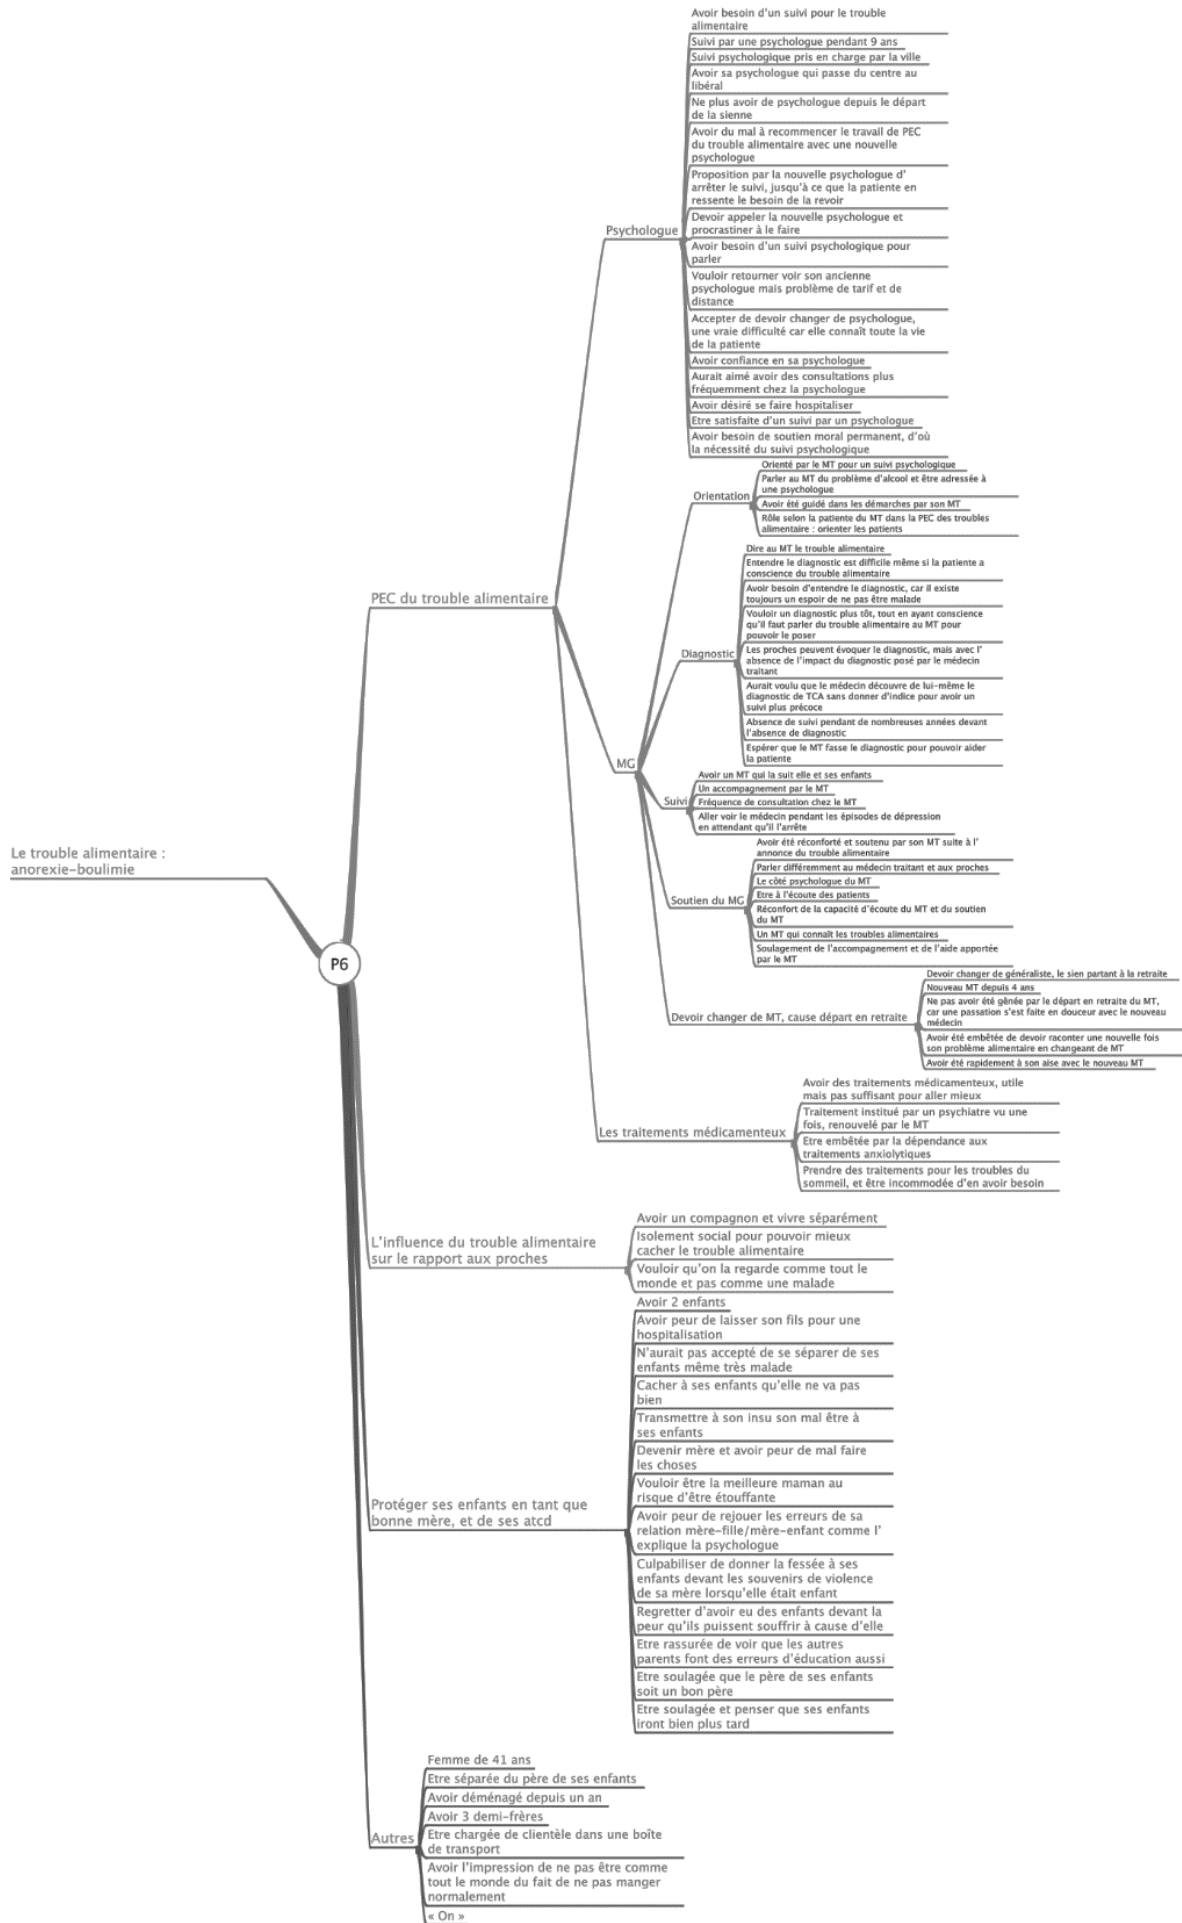 Le trouble alimentaire :
anorexie-boulimie
P6
PEC du trouble alimentaire
Psychologue
Avoir besoin d'un suivi pour le trouble
alimentaire
Suivi par une psychologue pendant 9 ans
Suivi psychologique pris en charge par la ville
Avoir sa psychologue qui passe du centre au
libéral
Ne plus avoir de psychologue depuis le départ
de la sienne
Avoir du mal à recommencer le travail de PEC
du trouble alimentaire avec une nouvelle
psychologue
Proposition par la nouvelle psychologue d'
arrêter le suivi, jusqu'à ce que la patiente en
ressente le besoin de la revoir
Devoir appeler la nouvelle psychologue et
procrastiner à le faire
Avoir besoin d'un suivi psychologique pour
parler
Vouloir retourner voir son ancienne
psychologue mais problème de tarif et de
distance
Accepter de devoir changer de psychologue,
une vraie difficulté car elle connaît toute la vie
de la patiente
Avoir confiance en sa psychologue
Aurait aimé avoir des consultations plus
fréquemment chez la psychologue
Avoir désiré se faire hospitaliser
Etre satisfaite d'un suivi par un psychologue
Avoir besoin de soutien moral permanent, d'où
la nécessité du suivi psychologique
MG
Orientation
Orienté par le MT pour un suivi psychologique
Parler au MT du problème d'alcool et être adressée à
une psychologue
Avoir été guidé dans les démarches par son MT
Rôle selon la patiente du MT dans la PEC des troubles
alimentaire : orienter les patients
Diagnostic
Dire au MT le trouble alimentaire
Entendre le diagnostic est difficile même si la patiente a
conscience du trouble alimentaire
Avoir besoin d'entendre le diagnostic, car il existe
toujours un espoir de ne pas être malade
Vouloir un diagnostic plus tôt, tout en ayant conscience
qu'il faut parler du trouble alimentaire au MT pour
pouvoir le poser
Les proches peuvent évoquer le diagnostic, mais avec l'
absence de l'impact du diagnostic posé par le médecin
traitant
Aurait voulu que le médecin découvre de lui-même le
diagnostic de TCA sans donner d'indice pour avoir un
suivi plus précoce
Absence de suivi pendant de nombreuses années devant
l'absence de diagnostic
Espérer que le MT fasse le diagnostic pour pouvoir aider
la patiente
Suivi
Avoir un MT qui la suit elle et ses enfants
Un accompagnement par le MT
Fréquence de consultation chez le MT
Aller voir le médecin pendant les épisodes de dépression
en attendant qu'il l'arrête
Soutien du MG
Avoir été réconforté et soutenu par son MT suite à l'
annonce du trouble alimentaire
Parler différemment au médecin traitant et aux proches
Le côté psychologue du MT
Etre à l'écoute des patients
Réconfort de la capacité d'écoute du MT et du soutien
du MT
Un MT qui connaît les troubles alimentaires
Soulagement de l'accompagnement et de l'aide apportée
par le MT
Devoir changer de MT, cause départ en retraite
Devoir changer de généraliste, le sien partant à la retraite
Nouveau MT depuis 4 ans
Ne pas avoir été gênée par le départ en retraite du MT,
car une passation s'est faite en douceur avec le nouveau
médecin
Avoir été embêtée de devoir raconter une nouvelle fois
son problème alimentaire en changeant de MT
Avoir été rapidement à son aise avec le nouveau MT
Les traitements médicamenteux
Avoir des traitements médicamenteux, utile
mais pas suffisant pour aller mieux
Traitement institué par un psychiatre vu une
fois, renouvelé par le MT
Etre embêtée par la dépendance aux
traitements anxiolytiques
Prendre des traitements pour les troubles du
sommeil, et être incommodée d'en avoir besoin
L'influence du trouble alimentaire
sur le rapport aux proches
Avoir un compagnon et vivre séparément
Isolement social pour pouvoir mieux
cacher le trouble alimentaire
Vouloir qu'on la regarde comme tout le
monde et pas comme une malade
Protéger ses enfants en tant que
bonne mère, et de ses atcd
Avoir 2 enfants
Avoir peur de laisser son fils pour une
hospitalisation
N'aurait pas accepté de se séparer de ses
enfants même très malade
Cacher à ses enfants qu'elle ne va pas
bien
Transmettre à son insu son mal être à
ses enfants
Devenir mère et avoir peur de mal faire
les choses
Vouloir être la meilleure maman au
risque d'être étouffante
Avoir peur de rejouer les erreurs de sa
relation mère-fille/mère-enfant comme l'
explique la psychologue
Culpabiliser de donner la fessée à ses
enfants devant les souvenirs de violence
de sa mère lorsqu'elle était enfant
Regretter d'avoir eu des enfants devant la
peur qu'ils puissent souffrir à cause d'elle
Etre rassurée de voir que les autres
parents font des erreurs d'éducation aussi
Etre soulagée que le père de ses enfants
soit un bon père
Etre soulagée et penser que ses enfants
iront bien plus tard
Autres
Femme de 41 ans
Etre séparée du père de ses enfants
Avoir déménagé depuis un an
Avoir 3 demi-frères
Etre chargée de clientèle dans une boîte
de transport
Avoir l'impression de ne pas être comme
tout le monde du fait de ne pas manger
normalement
« On »